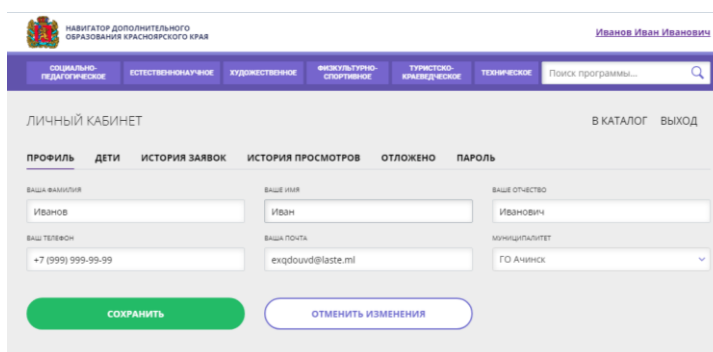 НАВИГАТОР ДОПОЛНИТЕЛЬНОГО
ОБРАЗОВАНИЯ КРАСНОЯРСКОГО КРАЯ
Иванов Иван Иванович
СОЦИАЛЬНО-
ПЕДАГОГИЧЕСКОЕ
ЕСТЕСТВЕННОНАУЧНОЕ
ХУДОЖЕСТВЕННОЕ
ФИЗКУЛЬТУРНО-
СПОРТИВНОЕ
ТУРИСТСКО-
КРАЕВЕДЧЕСКОЕ
ТЕХНИЧЕСКОЕ
Поиск программы...
ЛИЧНЫЙ КАБИНЕТ
В КАТАЛОГ ВЫХОД
ПРОФИЛЬ ДЕТИ ИСТОРИЯ ЗАЯВОК ИСТОРИЯ ПРОСМОТРОВ ОТЛОЖЕНО ПАРОЛЬ
ВАША ФАМИЛИЯ ВАШЕ ИМЯ ВАШЕ ОТЧЕСТВО
Иванов Иван Иванович
ВАШ ТЕЛЕФОН ВАША ПОЧТА МУНИЦИПАЛИТЕТ
+7 (999) 999-99-99 exqdouvd@laste.ml ГО Ачинск
СОХРАНИТЬ ОТМЕНИТЬ ИЗМЕНЕНИЯ